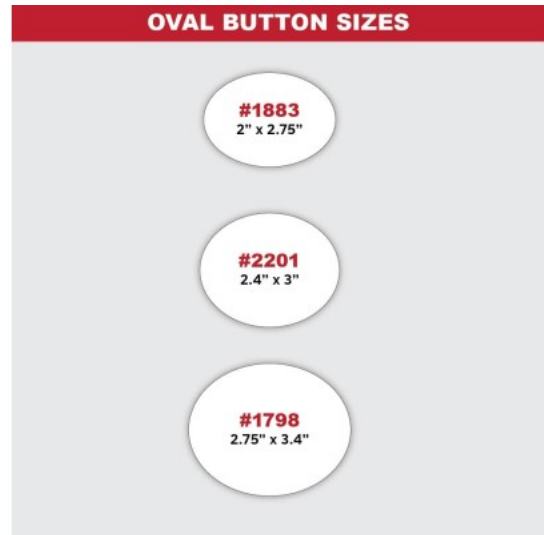 OVAL BUTTON SIZES
#1883
2” x 2.75”
#2201
2.4“ x 3”
#1798
2.75" x 3.4"